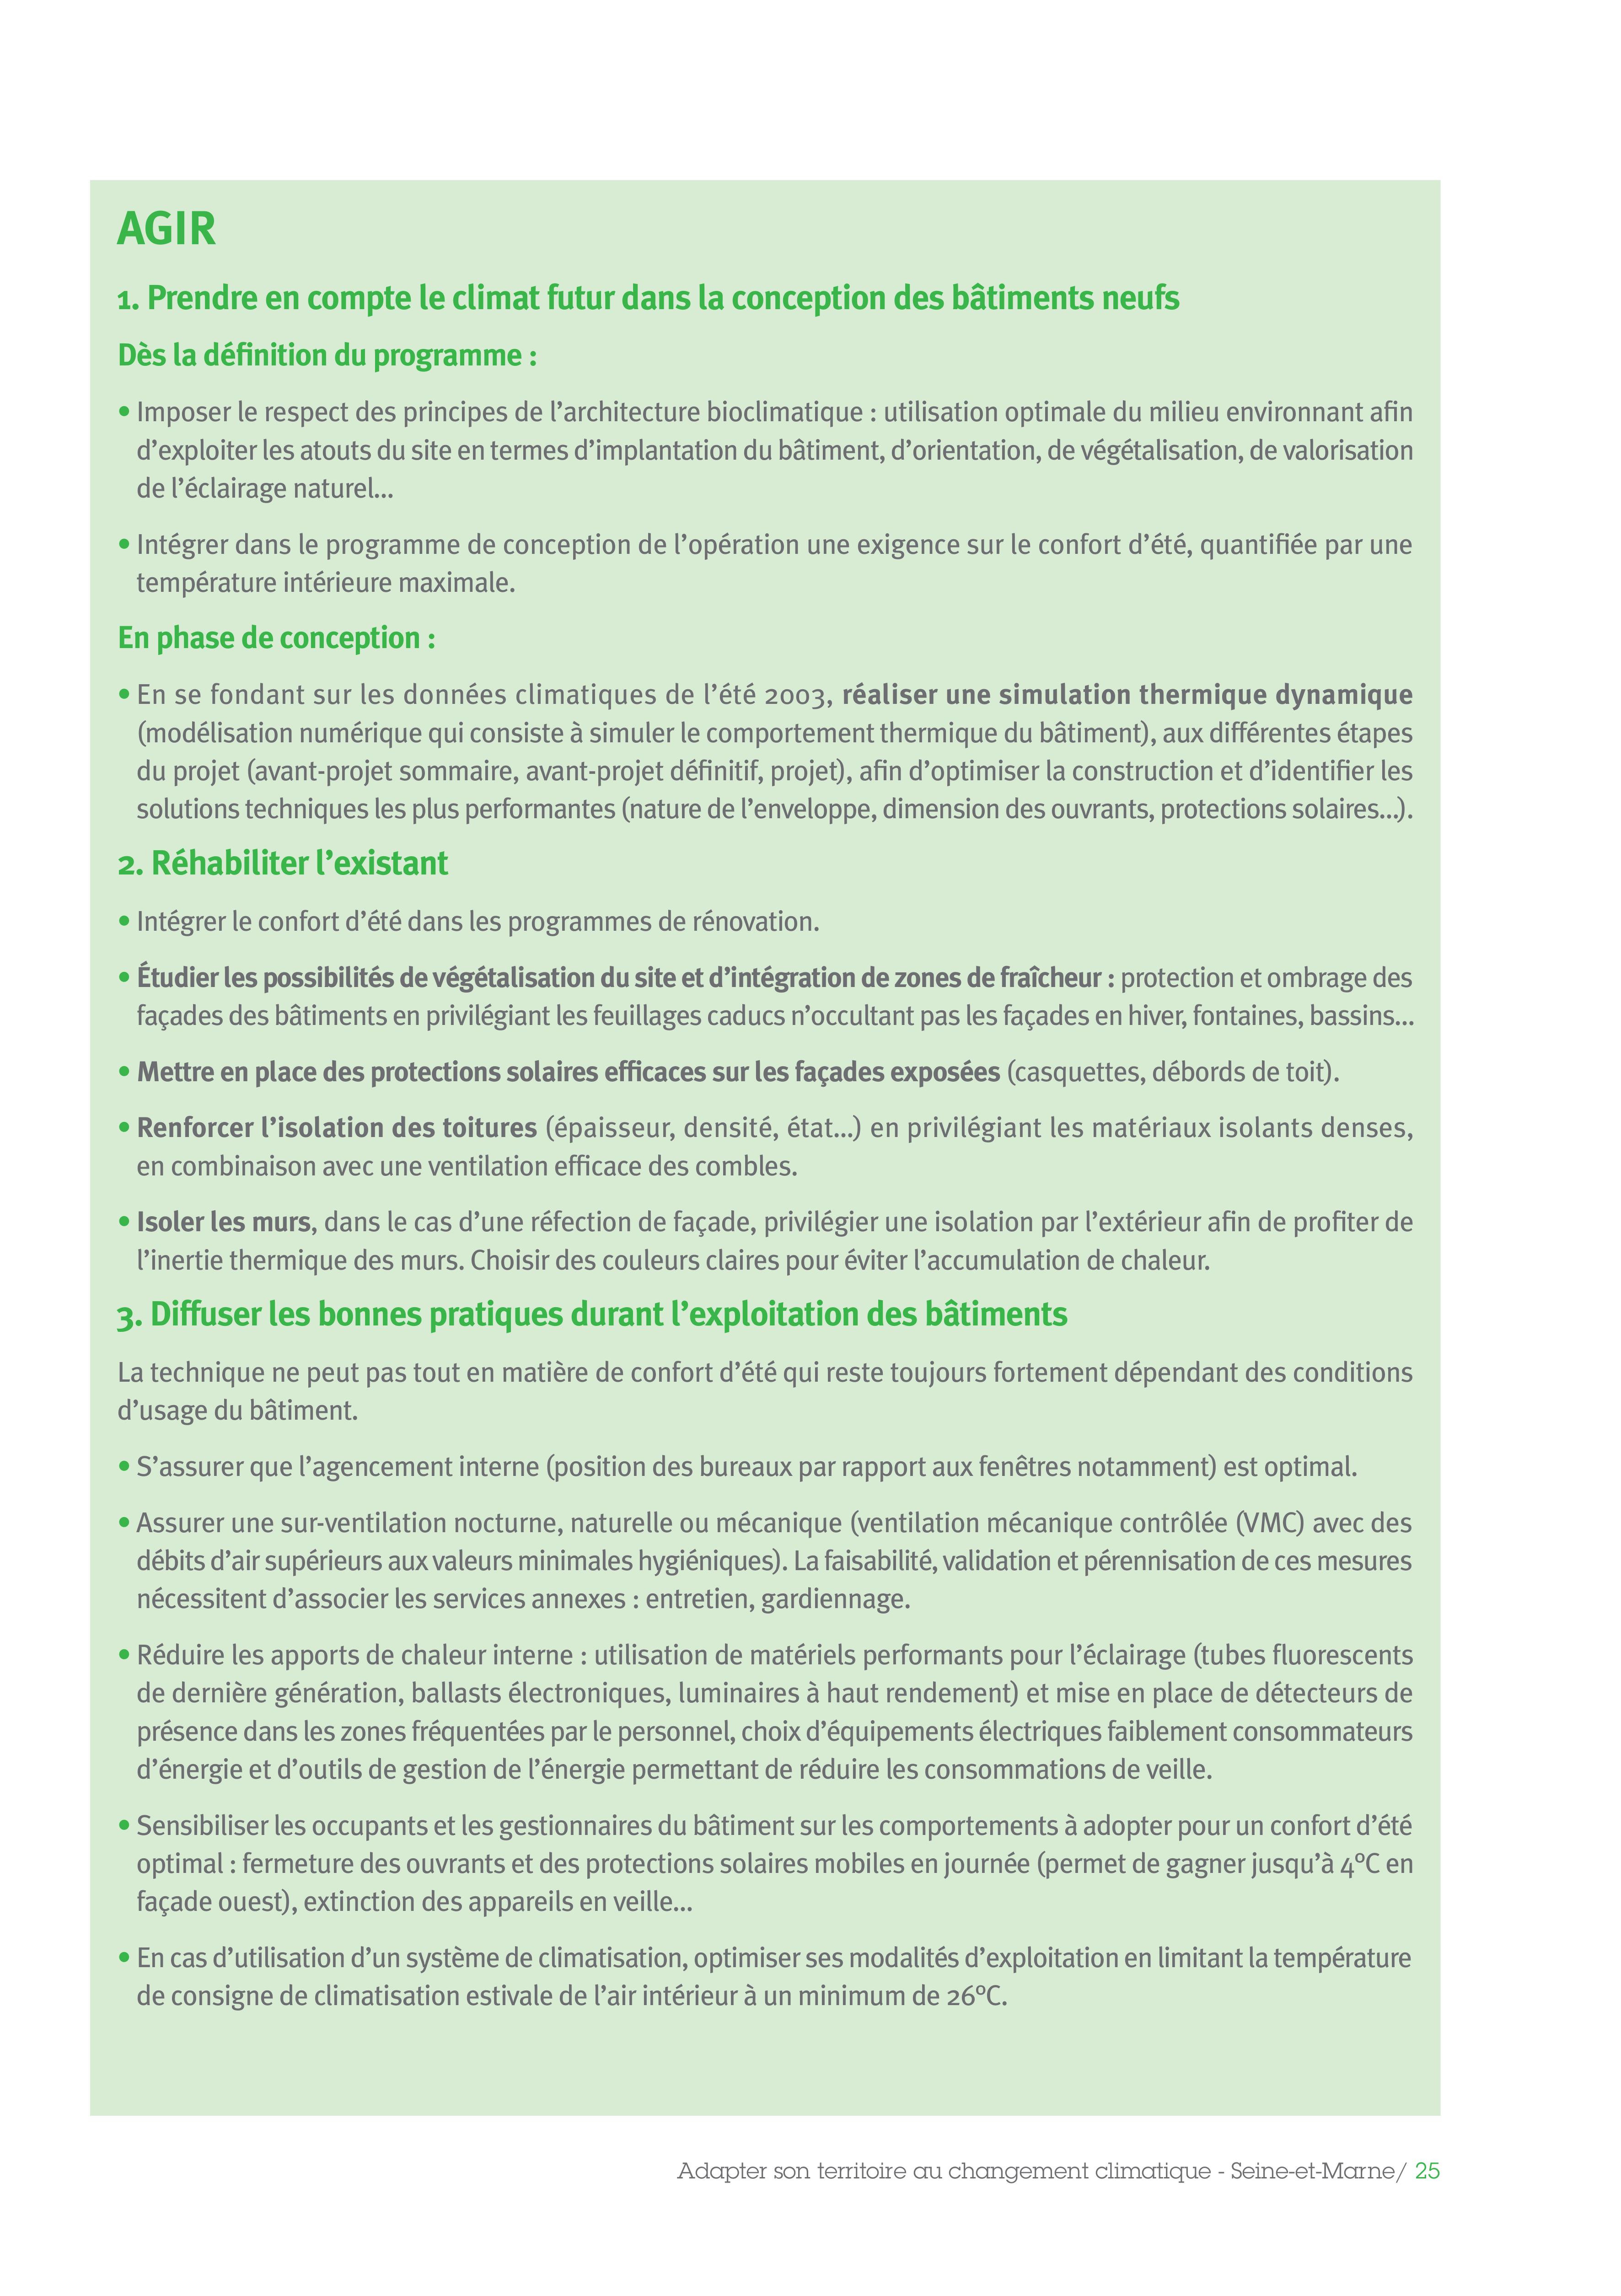 AGIR
1. Prendre en compte le climat futur dans la conception des bâtiments neufs
Dès la définition du programme :
• Imposer le respect des principes de l’architecture bioclimatique : utilisation optimale du milieu environnant afin
d’exploiter les atouts du site en termes d’implantation du bâtiment, d’orientation, de végétalisation, de valorisation
de l’éclairage naturel...
• Intégrer dans le programme de conception de l’opération une exigence sur le confort d’été, quantifiée par une
température intérieure maximale.
En phase de conception :
• En se fondant sur les données climatiques de l’été 2003, réaliser une simulation thermique dynamique
(modélisation numérique qui consiste à simuler le comportement thermique du bâtiment), aux différentes étapes
du projet (avant-projet sommaire, avant-projet définitif, projet), afin d’optimiser la construction et d’identifier les
solutions techniques les plus performantes (nature de l’enveloppe, dimension des ouvrants, protections solaires...).
2. Réhabiliter l’existant
• Intégrer le confort d’été dans les programmes de rénovation.
• Étudier les possibilités de végétalisation du site et d’intégration de zones de fraîcheur : protection et ombrage des
façades des bâtiments en privilégiant les feuillages caducs n’occultant pas les façades en hiver, fontaines, bassins...
• Mettre en place des protections solaires efficaces sur les façades exposées (casquettes, débords de toit).
• Renforcer l’isolation des toitures (épaisseur, densité, état...) en privilégiant les matériaux isolants denses,
en combinaison avec une ventilation efficace des combles.
• Isoler les murs, dans le cas d’une réfection de façade, privilégier une isolation par l’extérieur afin de profiter de
l’inertie thermique des murs. Choisir des couleurs claires pour éviter l’accumulation de chaleur.
3. Diffuser les bonnes pratiques durant l’exploitation des bâtiments
La technique ne peut pas tout en matière de confort d’été qui reste toujours fortement dépendant des conditions
d’usage du bâtiment.
• S’assurer que l’agencement interne (position des bureaux par rapport aux fenêtres notamment) est optimal.
• Assurer une sur-ventilation nocturne, naturelle ou mécanique (ventilation mécanique contrôlée (VMC) avec des
débits d’air supérieurs aux valeurs minimales hygiéniques). La faisabilité, validation et pérennisation de ces mesures
nécessitent d’associer les services annexes : entretien, gardiennage.
• Réduire les apports de chaleur interne : utilisation de matériels performants pour l’éclairage (tubes fluorescents
de dernière génération, ballasts électroniques, luminaires à haut rendement) et mise en place de détecteurs de
présence dans les zones fréquentées par le personnel, choix d’équipements électriques faiblement consommateurs
d’énergie et d’outils de gestion de l’énergie permettant de réduire les consommations de veille.
• Sensibiliser les occupants et les gestionnaires du bâtiment sur les comportements à adopter pour un confort d’été
optimal : fermeture des ouvrants et des protections solaires mobiles en journée (permet de gagner jusqu’à 4°C en
façade ouest), extinction des appareils en veille...
• En cas d’utilisation d’un système de climatisation, optimiser ses modalités d’exploitation en limitant la température
de consigne de climatisation estivale de l’air intérieur à un minimum de 26°C.
Adapter son territoire au changement climatique - Seine-et-Marne/ 25